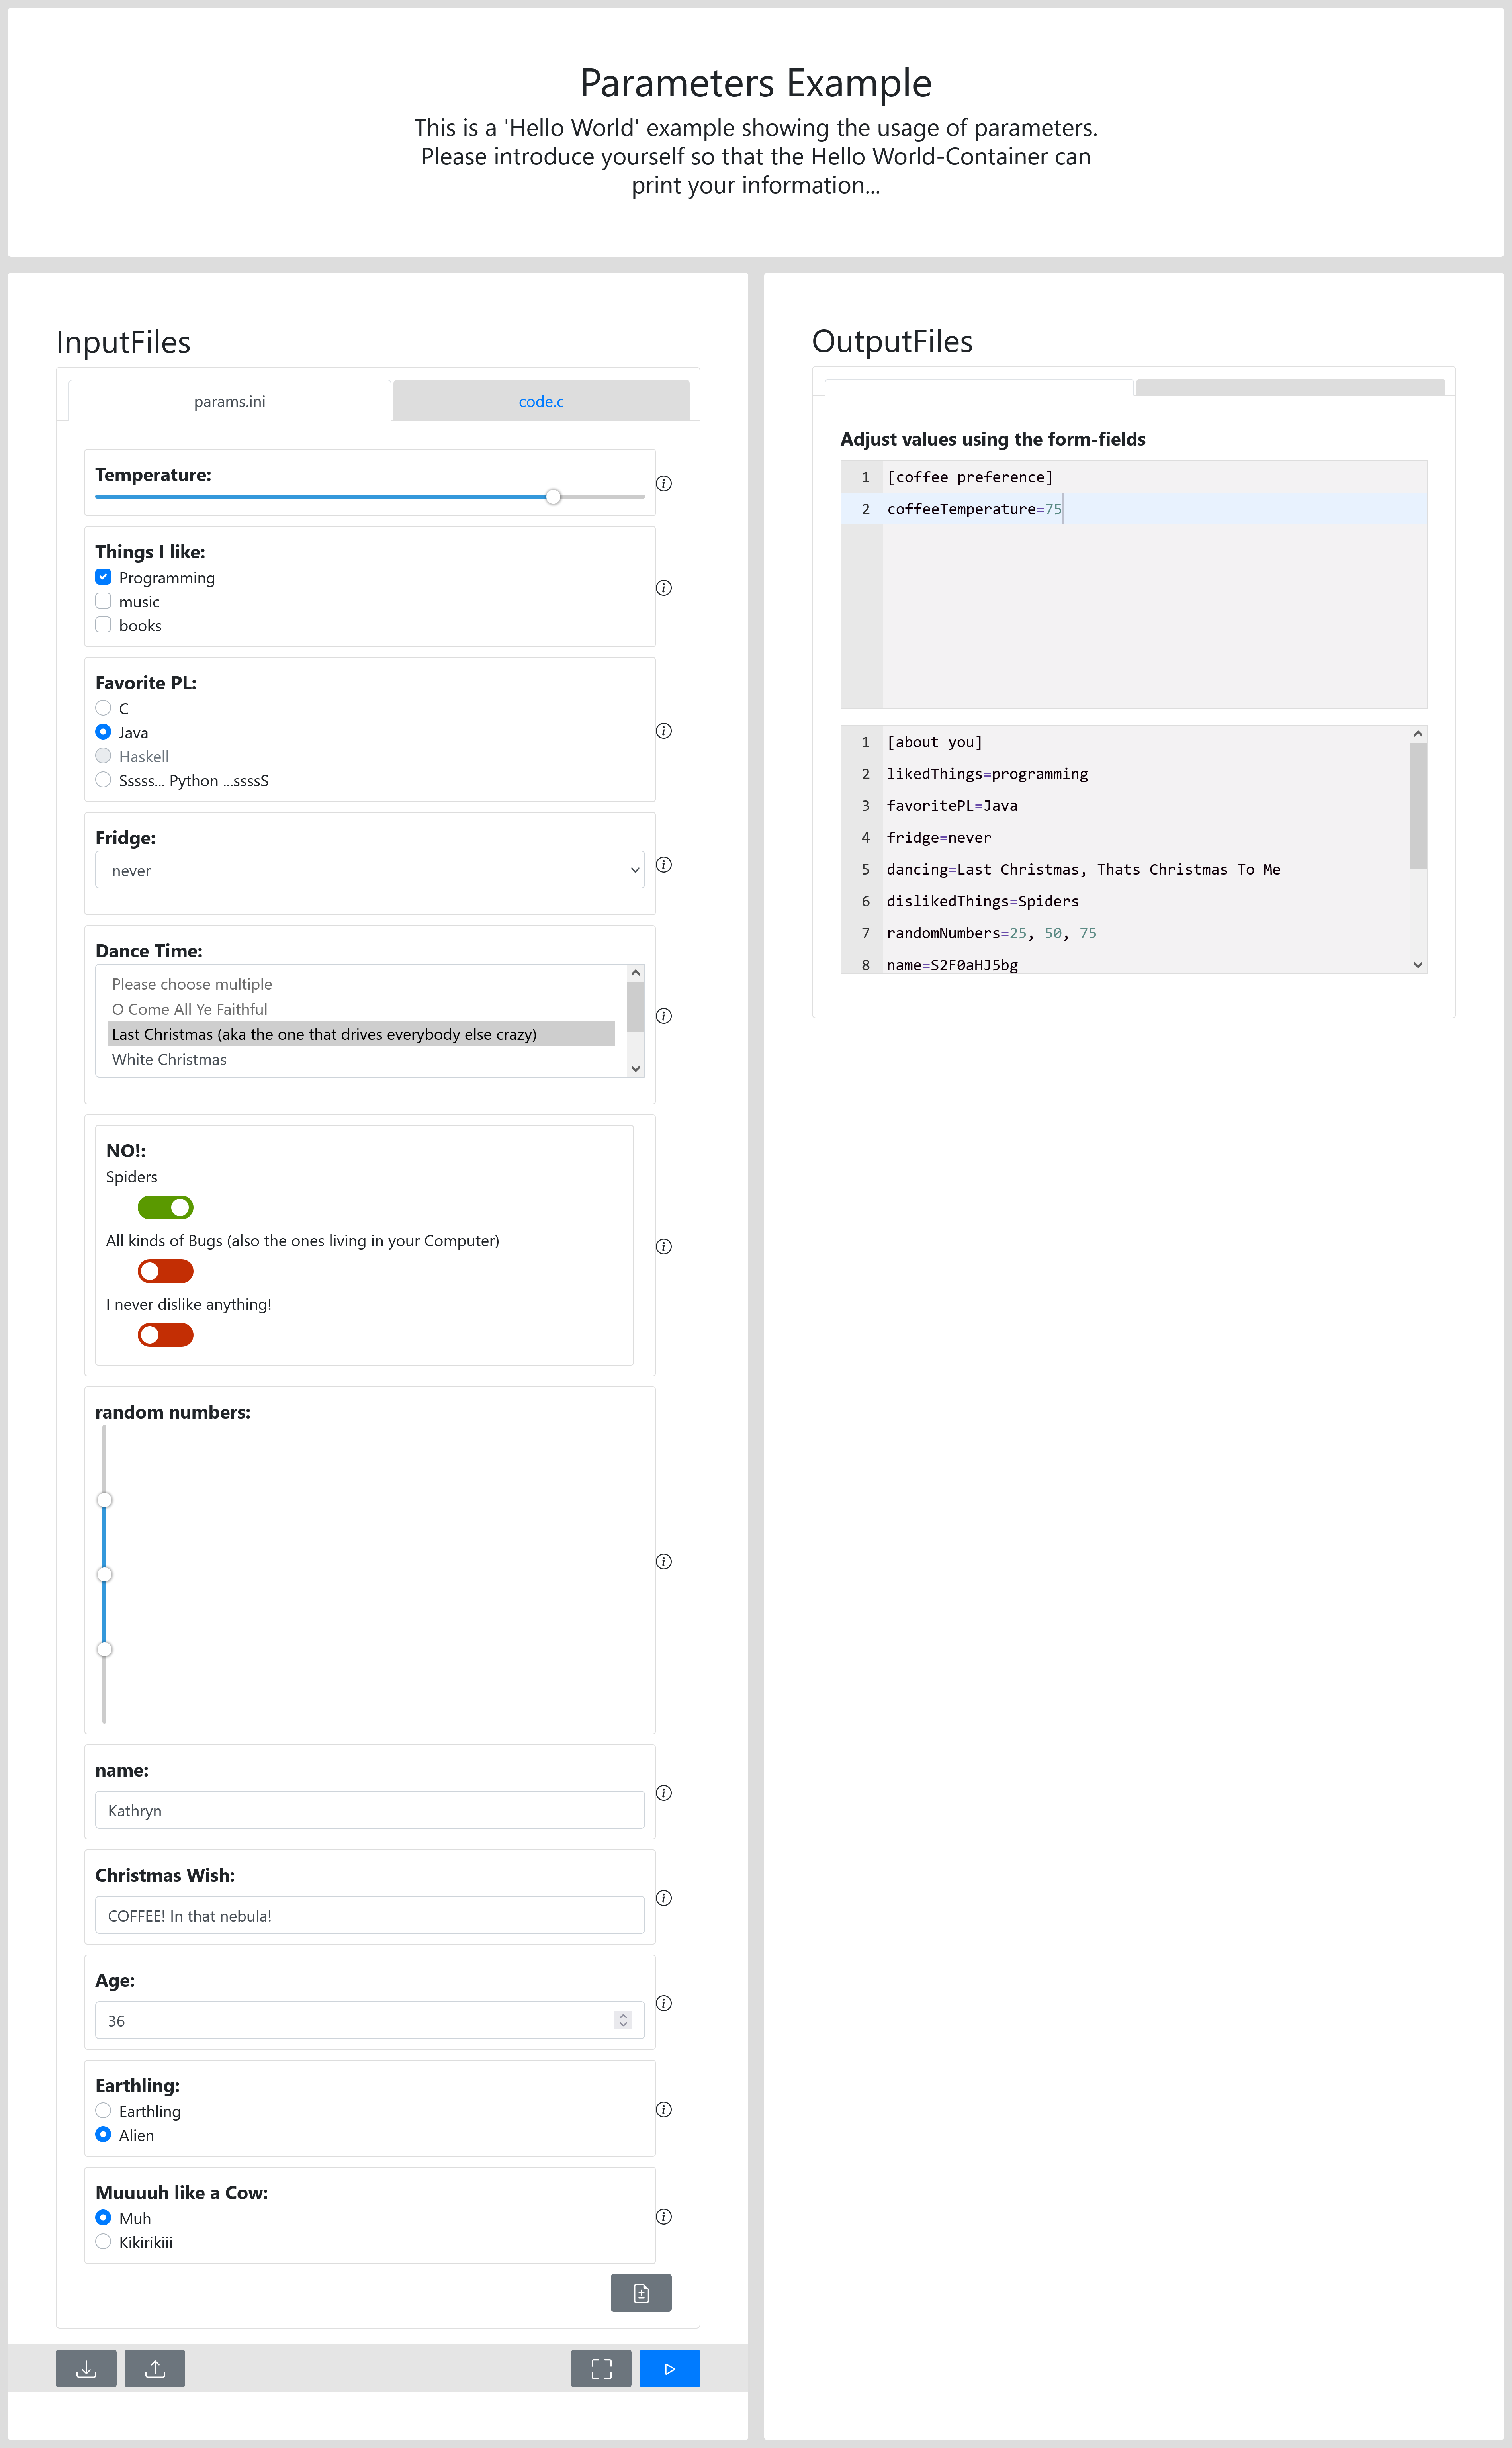 Parameters Example
This is a 'Hello World' example showing the usage of parameters.
Please introduce yourself so that the Hello World-Container can
print your information...
InputFiles
params.ini
code.c
Temperature:
Things I like:
Programming
music
books
Favorite PL:
C
Java
Haskell
Sssss... Python ...ssssS
Fridge:
never
Dance Time:
Please choose multiple
O Come All Ye Faithful
Last Christmas (aka the one that drives everybody else crazy)
White Christmas
NO!:
Spiders
All kinds of Bugs (also the ones living in your Computer)
I never dislike anything!
random numbers:
name:
Kathryn
Christmas Wish:
COFFEE! In that nebula!
Age:
36
Earthling:
Earthling
Alien
Muuuuh like a Cow:
Muh
Kikirikiii
OutputFiles
Adjust values using the form-fields
1 [coffee preference]
2 coffeeTemperature=75
1 [about you]
2 likedThings=programming
3 favoritePL=Java
4 fridge=never
5 dancing=Last Christmas, Thats Christmas To Me
6 dislikedThings=Spiders
7 randomNumbers=25, 50, 75
8 name=S2F0aHJ5bg